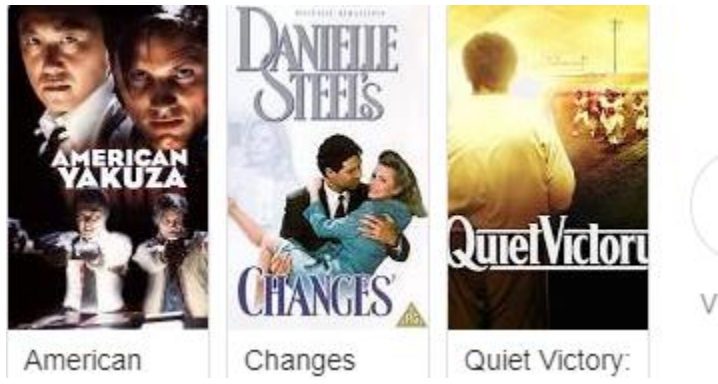 AMERICAN
YAKUZA
DANIELLE
STEEL'S
CHANGES
PG
QuietVictory
American
Changes
Quiet Victory:
V